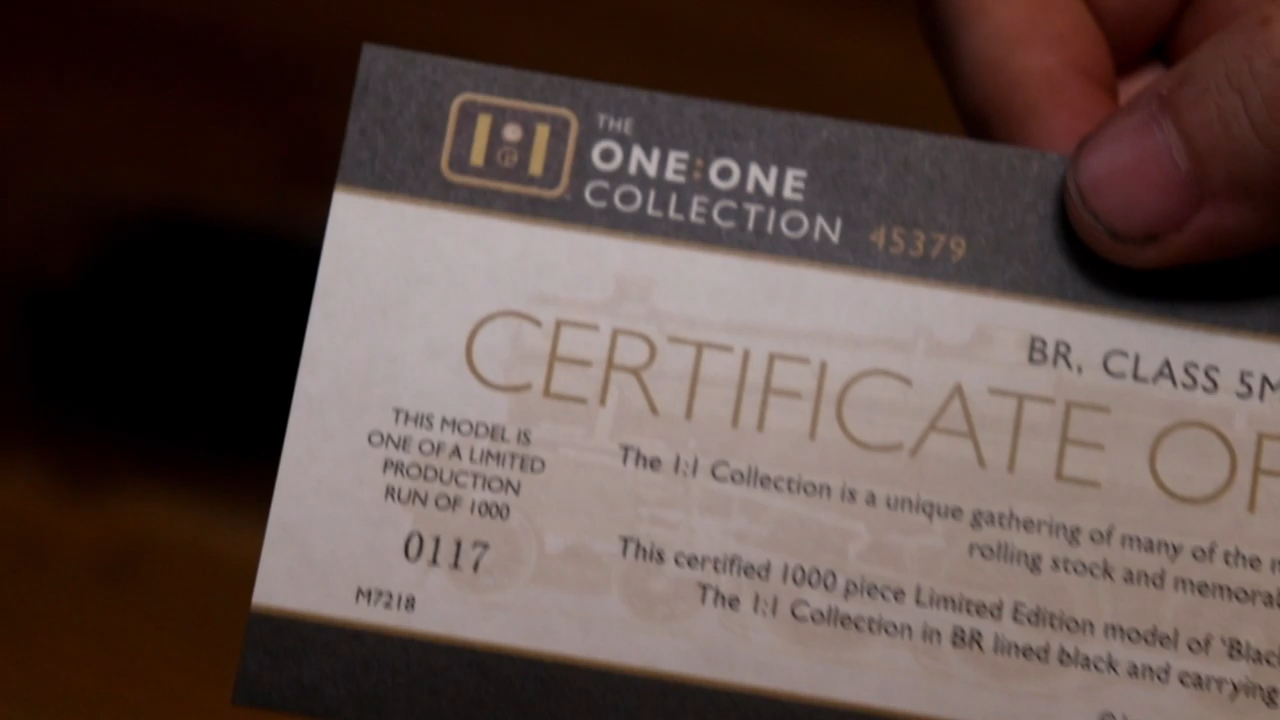 THE
ONE:ONE
COLLECTION 45379
BR, CLASS 5M
CERTIFICATE OF
THIS MODEL IS
ONE OF A LIMITED
PRODUCTION
RUN OF 1000
0117
M7218
The 1:1 Collection is a unique gathering of many of the
rolling stock and
This certified 1000 piece Limited Edition model of 'Black
The 1:1 Collection in BR lined black and carrying